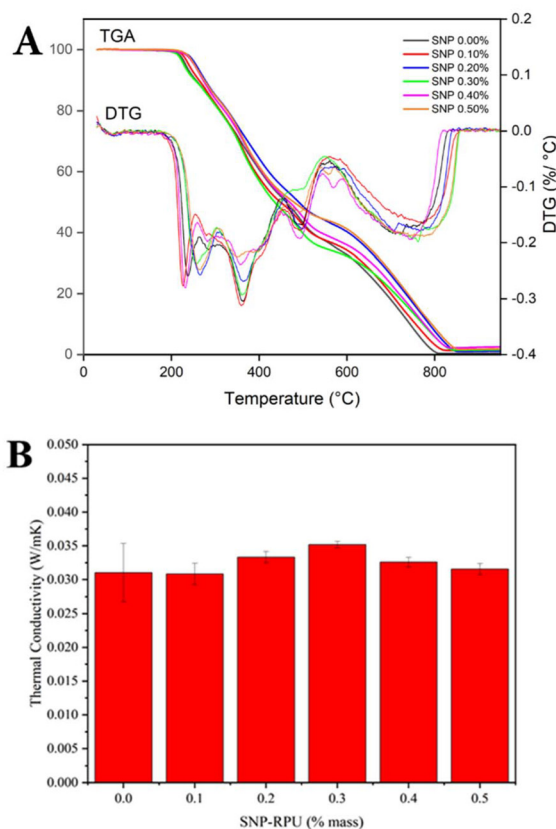 A
TGA
DTG
SNP 0.00%
SNP 0.10%
SNP 0.20%
SNP 0.30%
SNP 0.40%
SNP 0.50%
100
80
60
40
20
0
0.2
0.1
0.0
-0.1
-0.2
-0.3
-0.4
DTG (%/ °C)
0 200 400 600 800
Temperature (°C)
B
Thermal Conductivity (W/mK)
0.050
0.045
0.040
0.035
0.030
0.025
0.020
0.015
0.010
0.005
0.000
0.0 0.1 0.2 0.3 0.4 0.5
SNP-RPU (% mass)